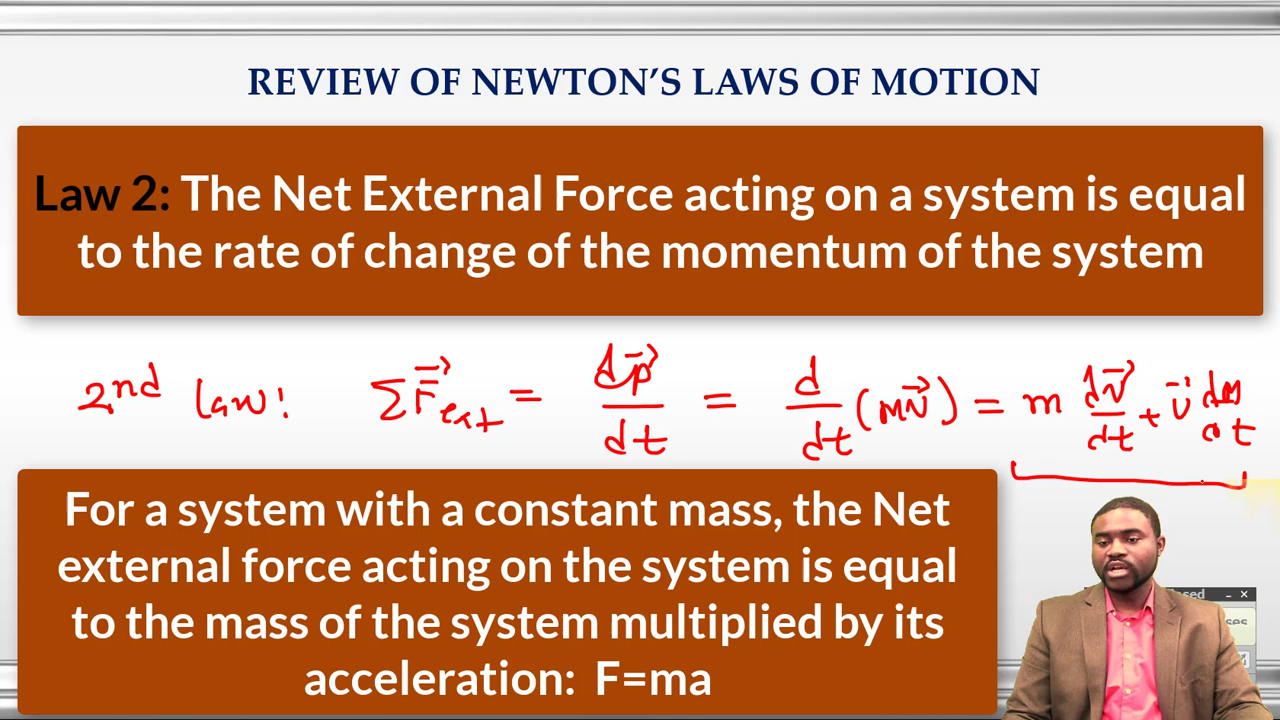 REVIEW OF NEWTON'S LAWS OF MOTION
Law 2: The Net External Force acting on a system is equal
to the rate of change of the momentum of the system
2nd law: ΣF⃗ext = dp⃗/dt = d/dt (mv⃗) = m dv⃗/dt + v⃗ dm/dt
For a system with a constant mass, the Net
external force acting on the system is equal
to the mass of the system multiplied by its
acceleration: F=ma